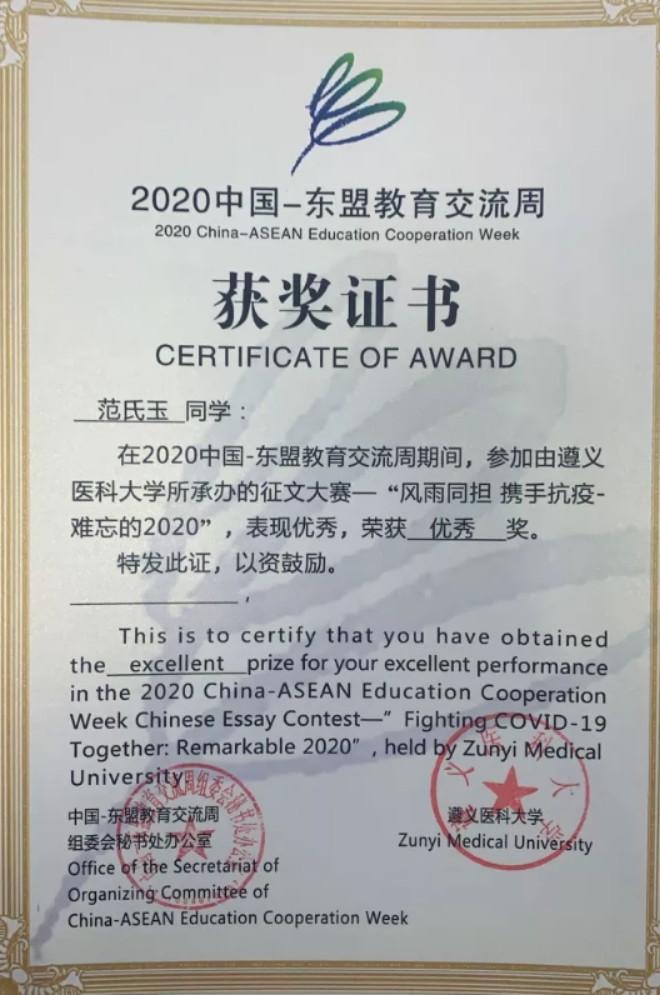 2020中国-东盟教育交流周
2020 China-ASEAN Education Cooperation Week
获奖证书
CERTIFICATE OF AWARD
范氏玉 同学：
在2020中国-东盟教育交流周期间，参加由遵义
医科大学所承办的征文大赛—“风雨同担 携手抗疫-
难忘的2020”，表现优秀，荣获 优秀 奖。
特发此证，以资鼓励。
____________，
This is to certify that you have obtained
the excellent prize for your excellent performance
in the 2020 China-ASEAN Education Cooperation
Week Chinese Essay Contest—“ Fighting COVID-19
Together: Remarkable 2020”, held by Zunyi Medical
University.
中国-东盟教育交流周
组委会秘书处办公室
Office of the Secretariat of
Organizing Committee of
China-ASEAN Education Cooperation Week
遵义医科大学
Zunyi Medical University